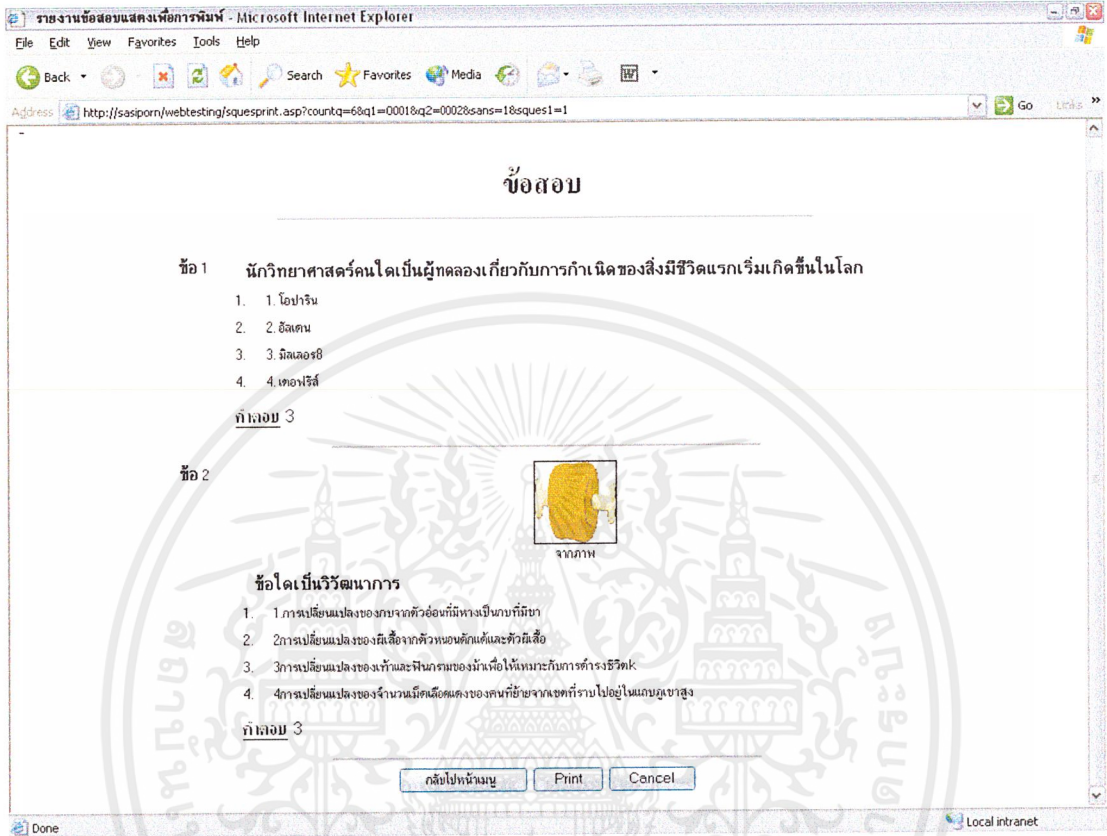 รายงานข้อสอบแสดงเพื่อการพิมพ์ - Microsoft Internet Explorer
File Edit View Favorites Tools Help
Back Search Favorites Media
Address http://sasiporn/webtesting/squesprint.asp?countq=6&q1=0001&q2=0002&sans=1&sques1=1 Go Links »
ข้อสอบ
ข้อ 1 นักวิทยาศาสตร์คนใดเป็นผู้ทดลองเกี่ยวกับการกำเนิดของสิ่งมีชีวิตแรกเริ่มเกิดขึ้นในโลก
1. 1. โอปาริน
2. 2. ฮัลเดน
3. 3. มิลเลอร8
4. 4. เทอฟรีส์
คำตอบ 3
ข้อ 2
จากภาพ
ข้อใดเป็นวิวัฒนาการ
1. 1.การเปลี่ยนแปลงของกบจากตัวอ่อนที่มีหางเป็นกบที่มีขา
2. 2การเปลี่ยนแปลงของผีเสื้อจากตัวหนอนดักแด้และตัวผีเสื้อ
3. 3การเปลี่ยนแปลงของเท้าและฟันกรามของม้าเพื่อให้เหมาะกับการดำรงชีวิตk
4. 4การเปลี่ยนแปลงของจำนวนเม็ดเลือดแดงของคนที่ย้ายจากเขตที่ราบไปอยู่ในแถบภูเขาสูง
คำตอบ 3
กลับไปหน้าเมนู Print Cancel
Done Local intranet